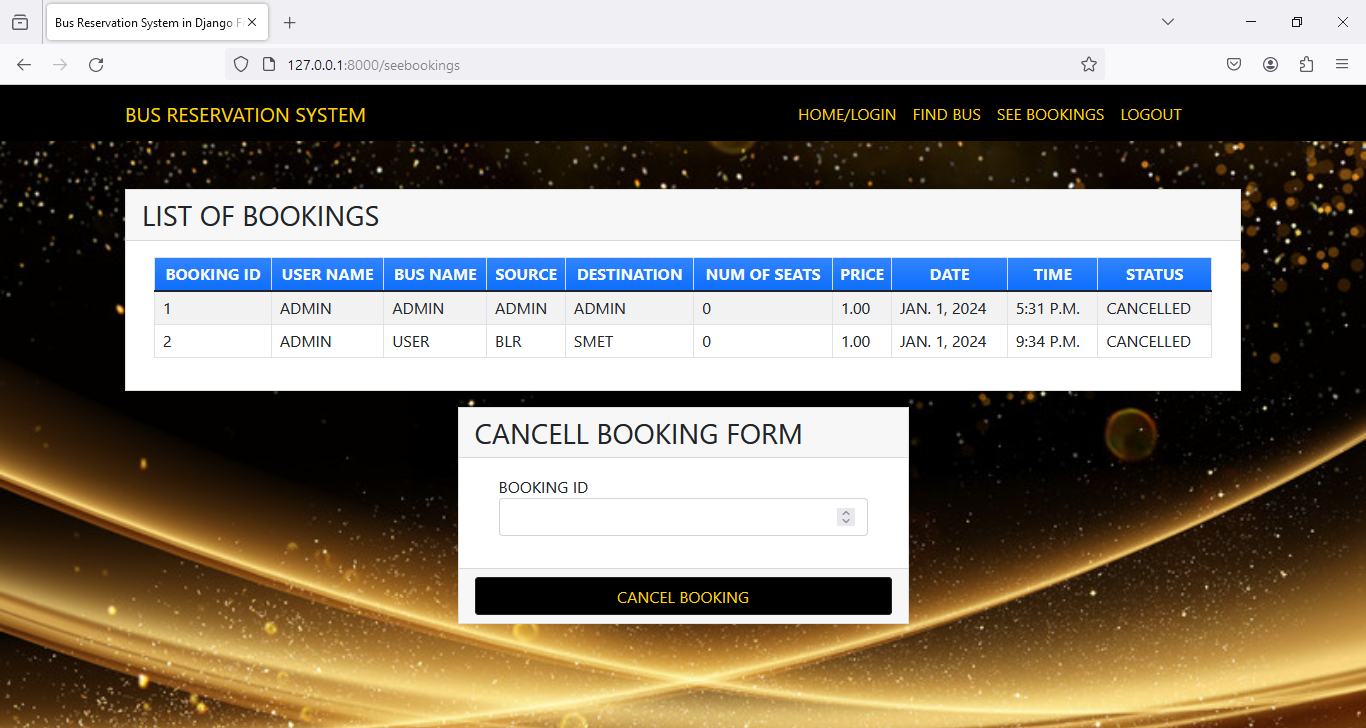 Bus Reservation System in Django F
127.0.0.1:8000/seebookings
BUS RESERVATION SYSTEM HOME/LOGIN FIND BUS SEE BOOKINGS LOGOUT
LIST OF BOOKINGS
BOOKING ID USER NAME BUS NAME SOURCE DESTINATION NUM OF SEATS PRICE DATE TIME STATUS
1 ADMIN ADMIN ADMIN ADMIN 0 1.00 JAN. 1, 2024 5:31 P.M. CANCELLED
2 ADMIN USER BLR SMET 0 1.00 JAN. 1, 2024 9:34 P.M. CANCELLED
CANCELL BOOKING FORM
BOOKING ID
CANCEL BOOKING